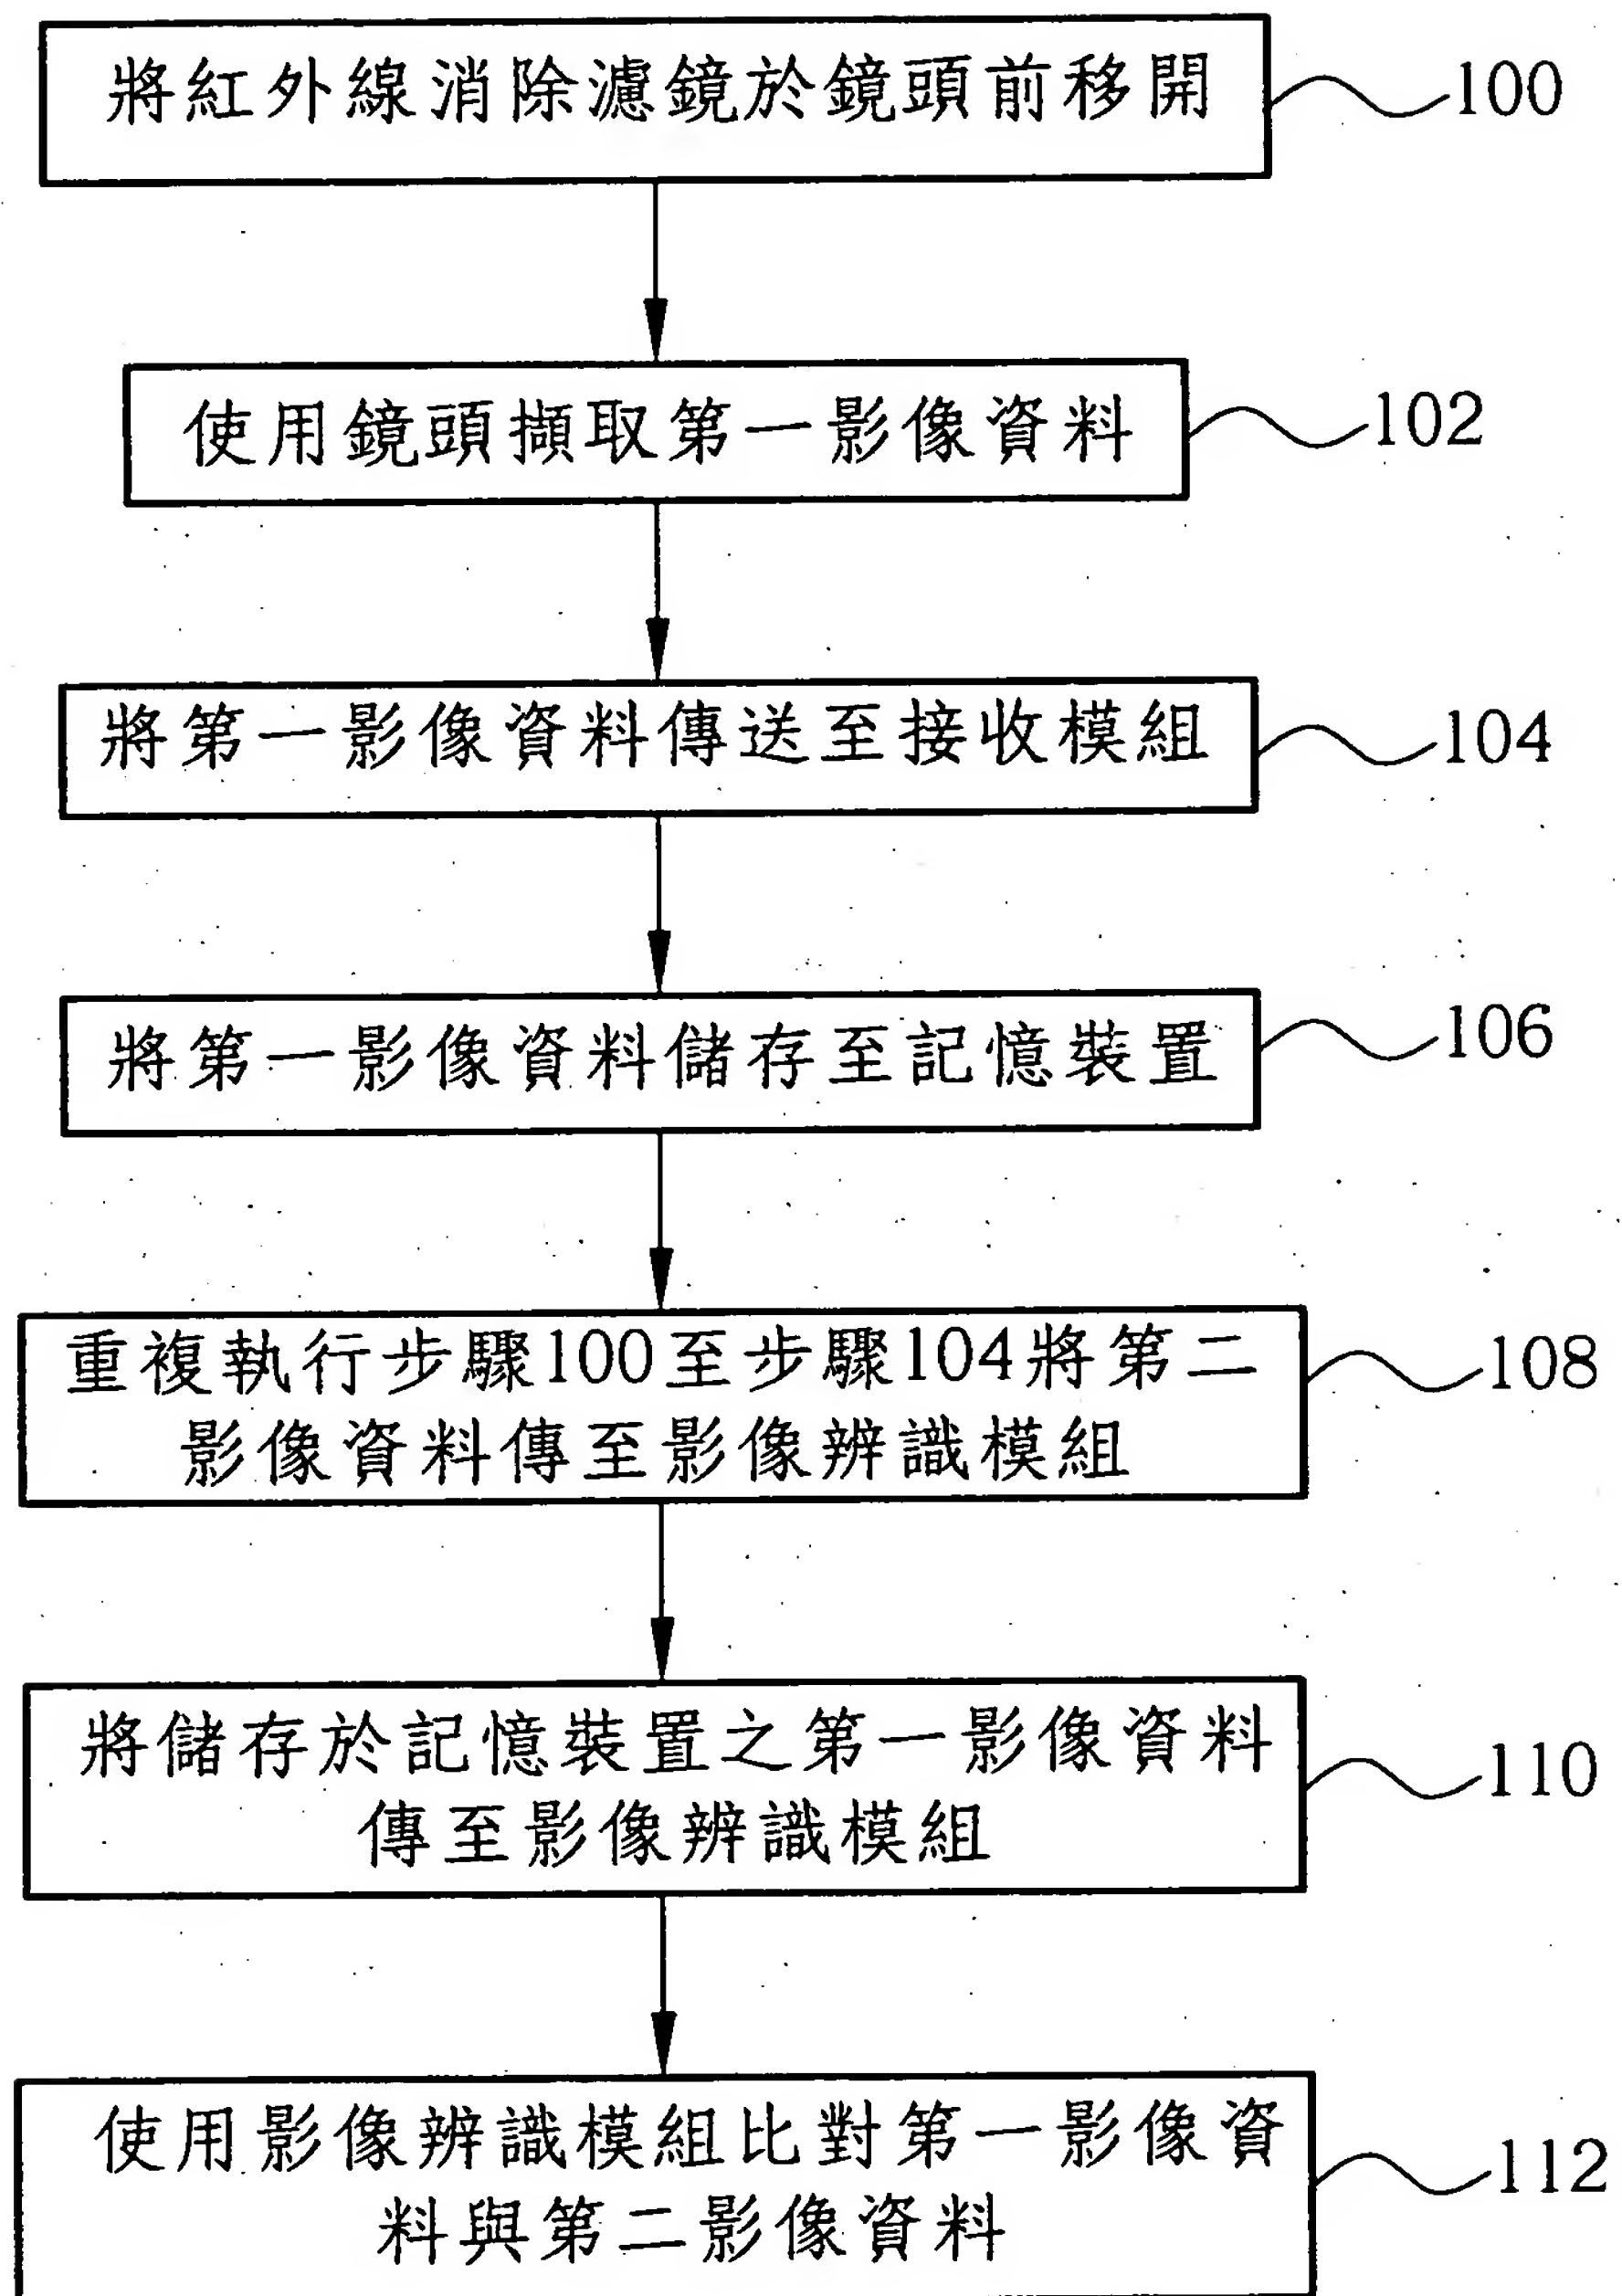 將紅外線消除濾鏡於鏡頭前移開
100
使用鏡頭擷取第一影像資料
102
將第一影像資料傳送至接收模組
104
將第一影像資料儲存至記憶裝置
106
重複執行步驟100至步驟104將第二
影像資料傳至影像辨識模組
108
將儲存於記憶裝置之第一影像資料
傳至影像辨識模組
110
使用影像辨識模組比對第一影像資
料與第二影像資料
112